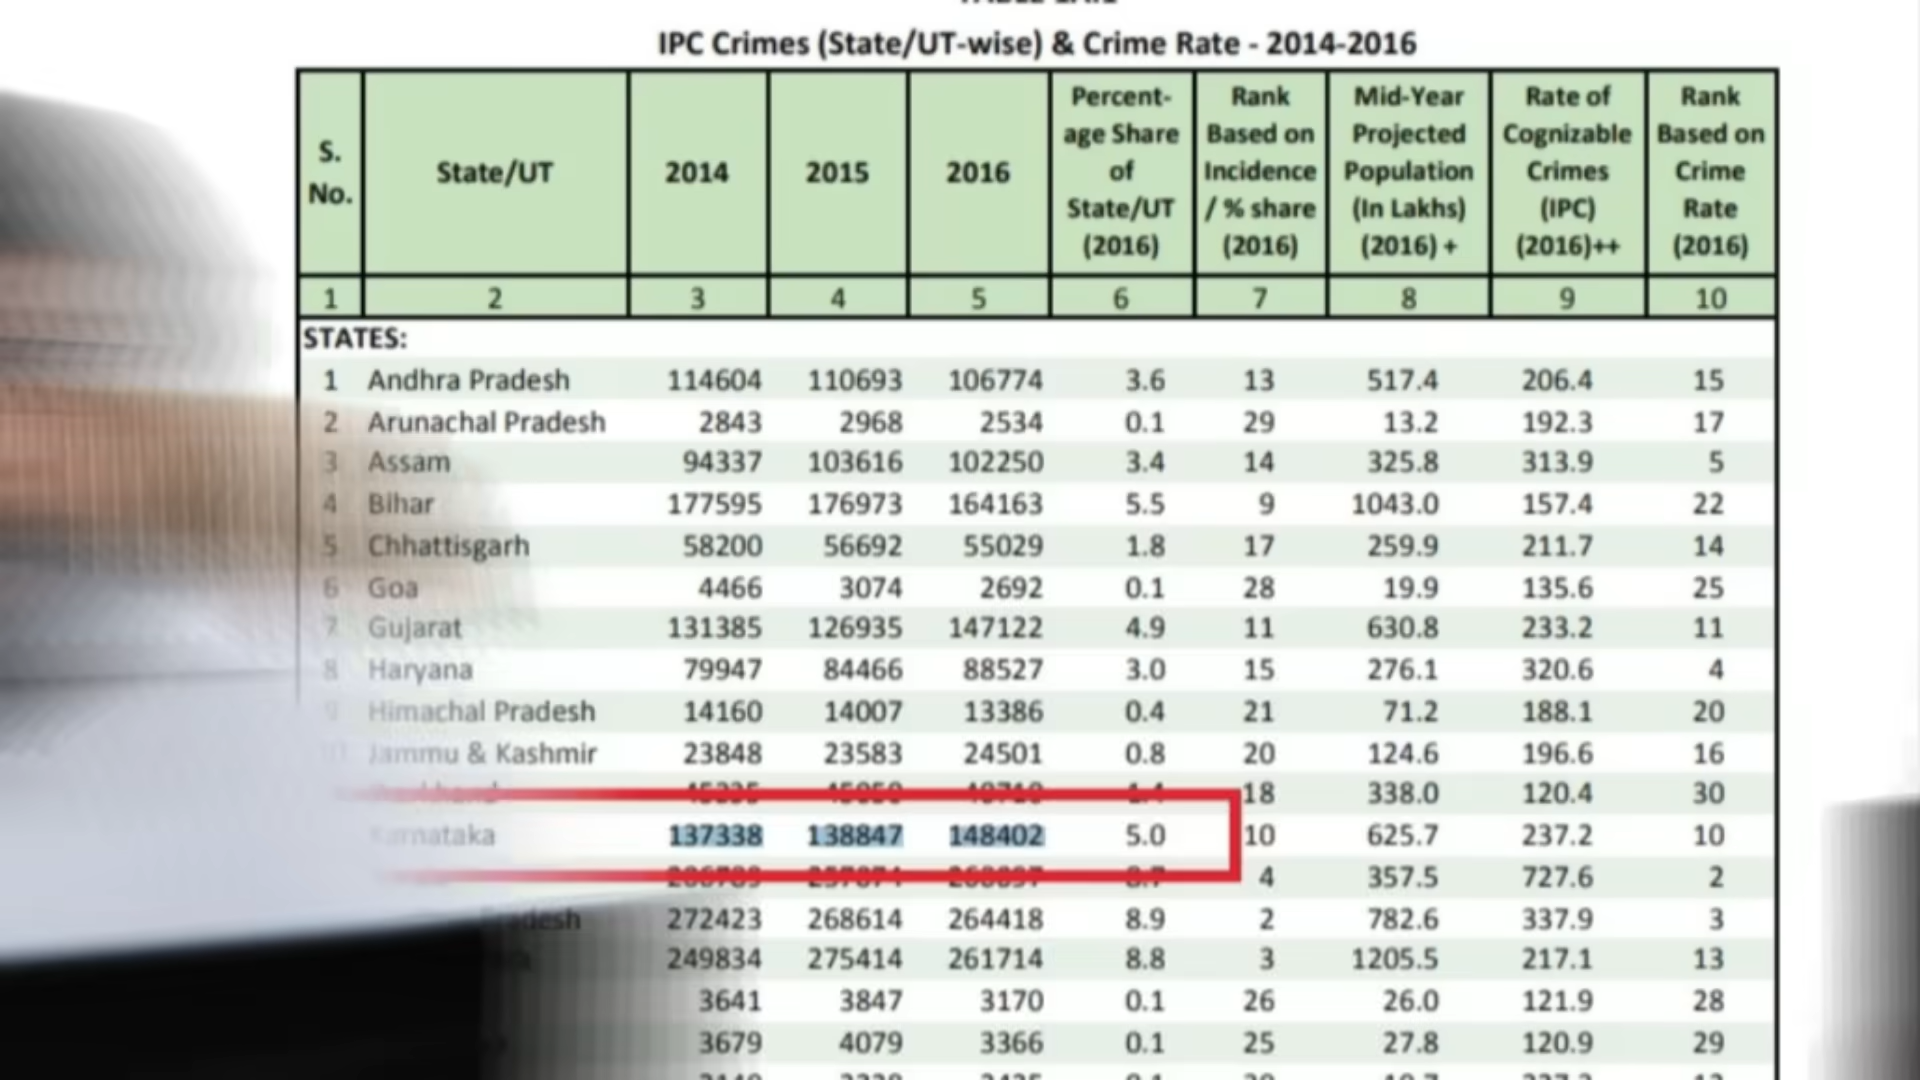 IPC Crimes (State/UT-wise) & Crime Rate - 2014-2016
S. No. State/UT 2014 2015 2016 Percent-age Share of State/UT (2016) Rank Based on Incidence / % share (2016) Mid-Year Projected Population (In Lakhs) (2016) + Rate of Cognizable Crimes (IPC) (2016)++ Rank Based on Crime Rate (2016)
1 2 3 4 5 6 7 8 9 10
STATES:
1 Andhra Pradesh 114604 110693 106774 3.6 13 517.4 206.4 15
2 Arunachal Pradesh 2843 2968 2534 0.1 29 13.2 192.3 17
3 Assam 94337 103616 102250 3.4 14 325.8 313.9 5
4 Bihar 177595 176973 164163 5.5 9 1043.0 157.4 22
5 Chhattisgarh 58200 56692 55029 1.8 17 259.9 211.7 14
6 Goa 4466 3074 2692 0.1 28 19.9 135.6 25
7 Gujarat 131385 126935 147122 4.9 11 630.8 233.2 11
8 Haryana 79947 84466 88527 3.0 15 276.1 320.6 4
9 Himachal Pradesh 14160 14007 13386 0.4 21 71.2 188.1 20
10 Jammu & Kashmir 23848 23583 24501 0.8 20 124.6 196.6 16
18 338.0 120.4 30
Karnataka 137338 138847 148402 5.0 10 625.7 237.2 10
4 357.5 727.6 2
Pradesh 272423 268614 264418 8.9 2 782.6 337.9 3
249834 275414 261714 8.8 3 1205.5 217.1 13
3641 3847 3170 0.1 26 26.0 121.9 28
3679 4079 3366 0.1 25 27.8 120.9 29